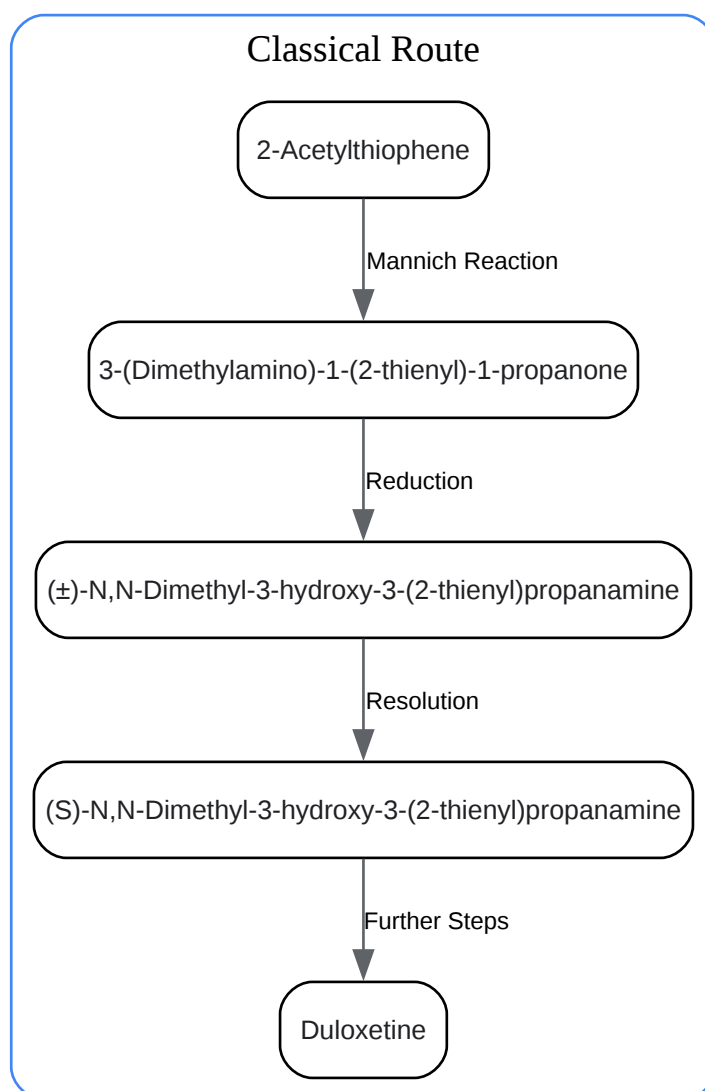 Classical Route
2-Acetylthiophene
Mannich Reaction
3-(Dimethylamino)-1-(2-thienyl)-1-propanone
Reduction
(±)-N,N-Dimethyl-3-hydroxy-3-(2-thienyl)propanamine
Resolution
(S)-N,N-Dimethyl-3-hydroxy-3-(2-thienyl)propanamine
Further Steps
Duloxetine